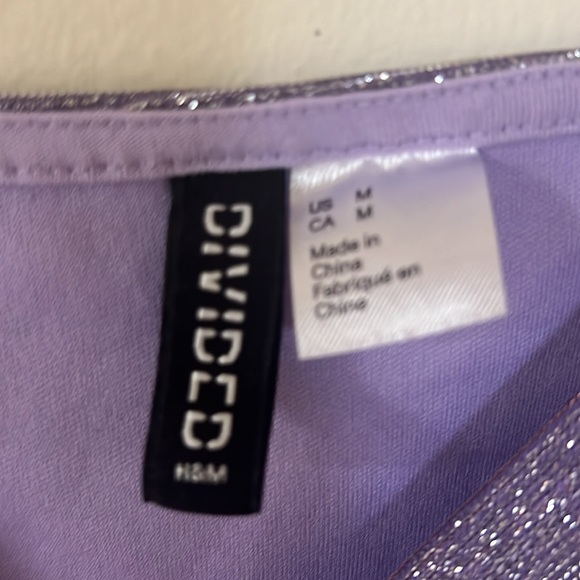 DIVIDED
H&M
US M
CA M
Made in
China
Fabriqué en
Chine